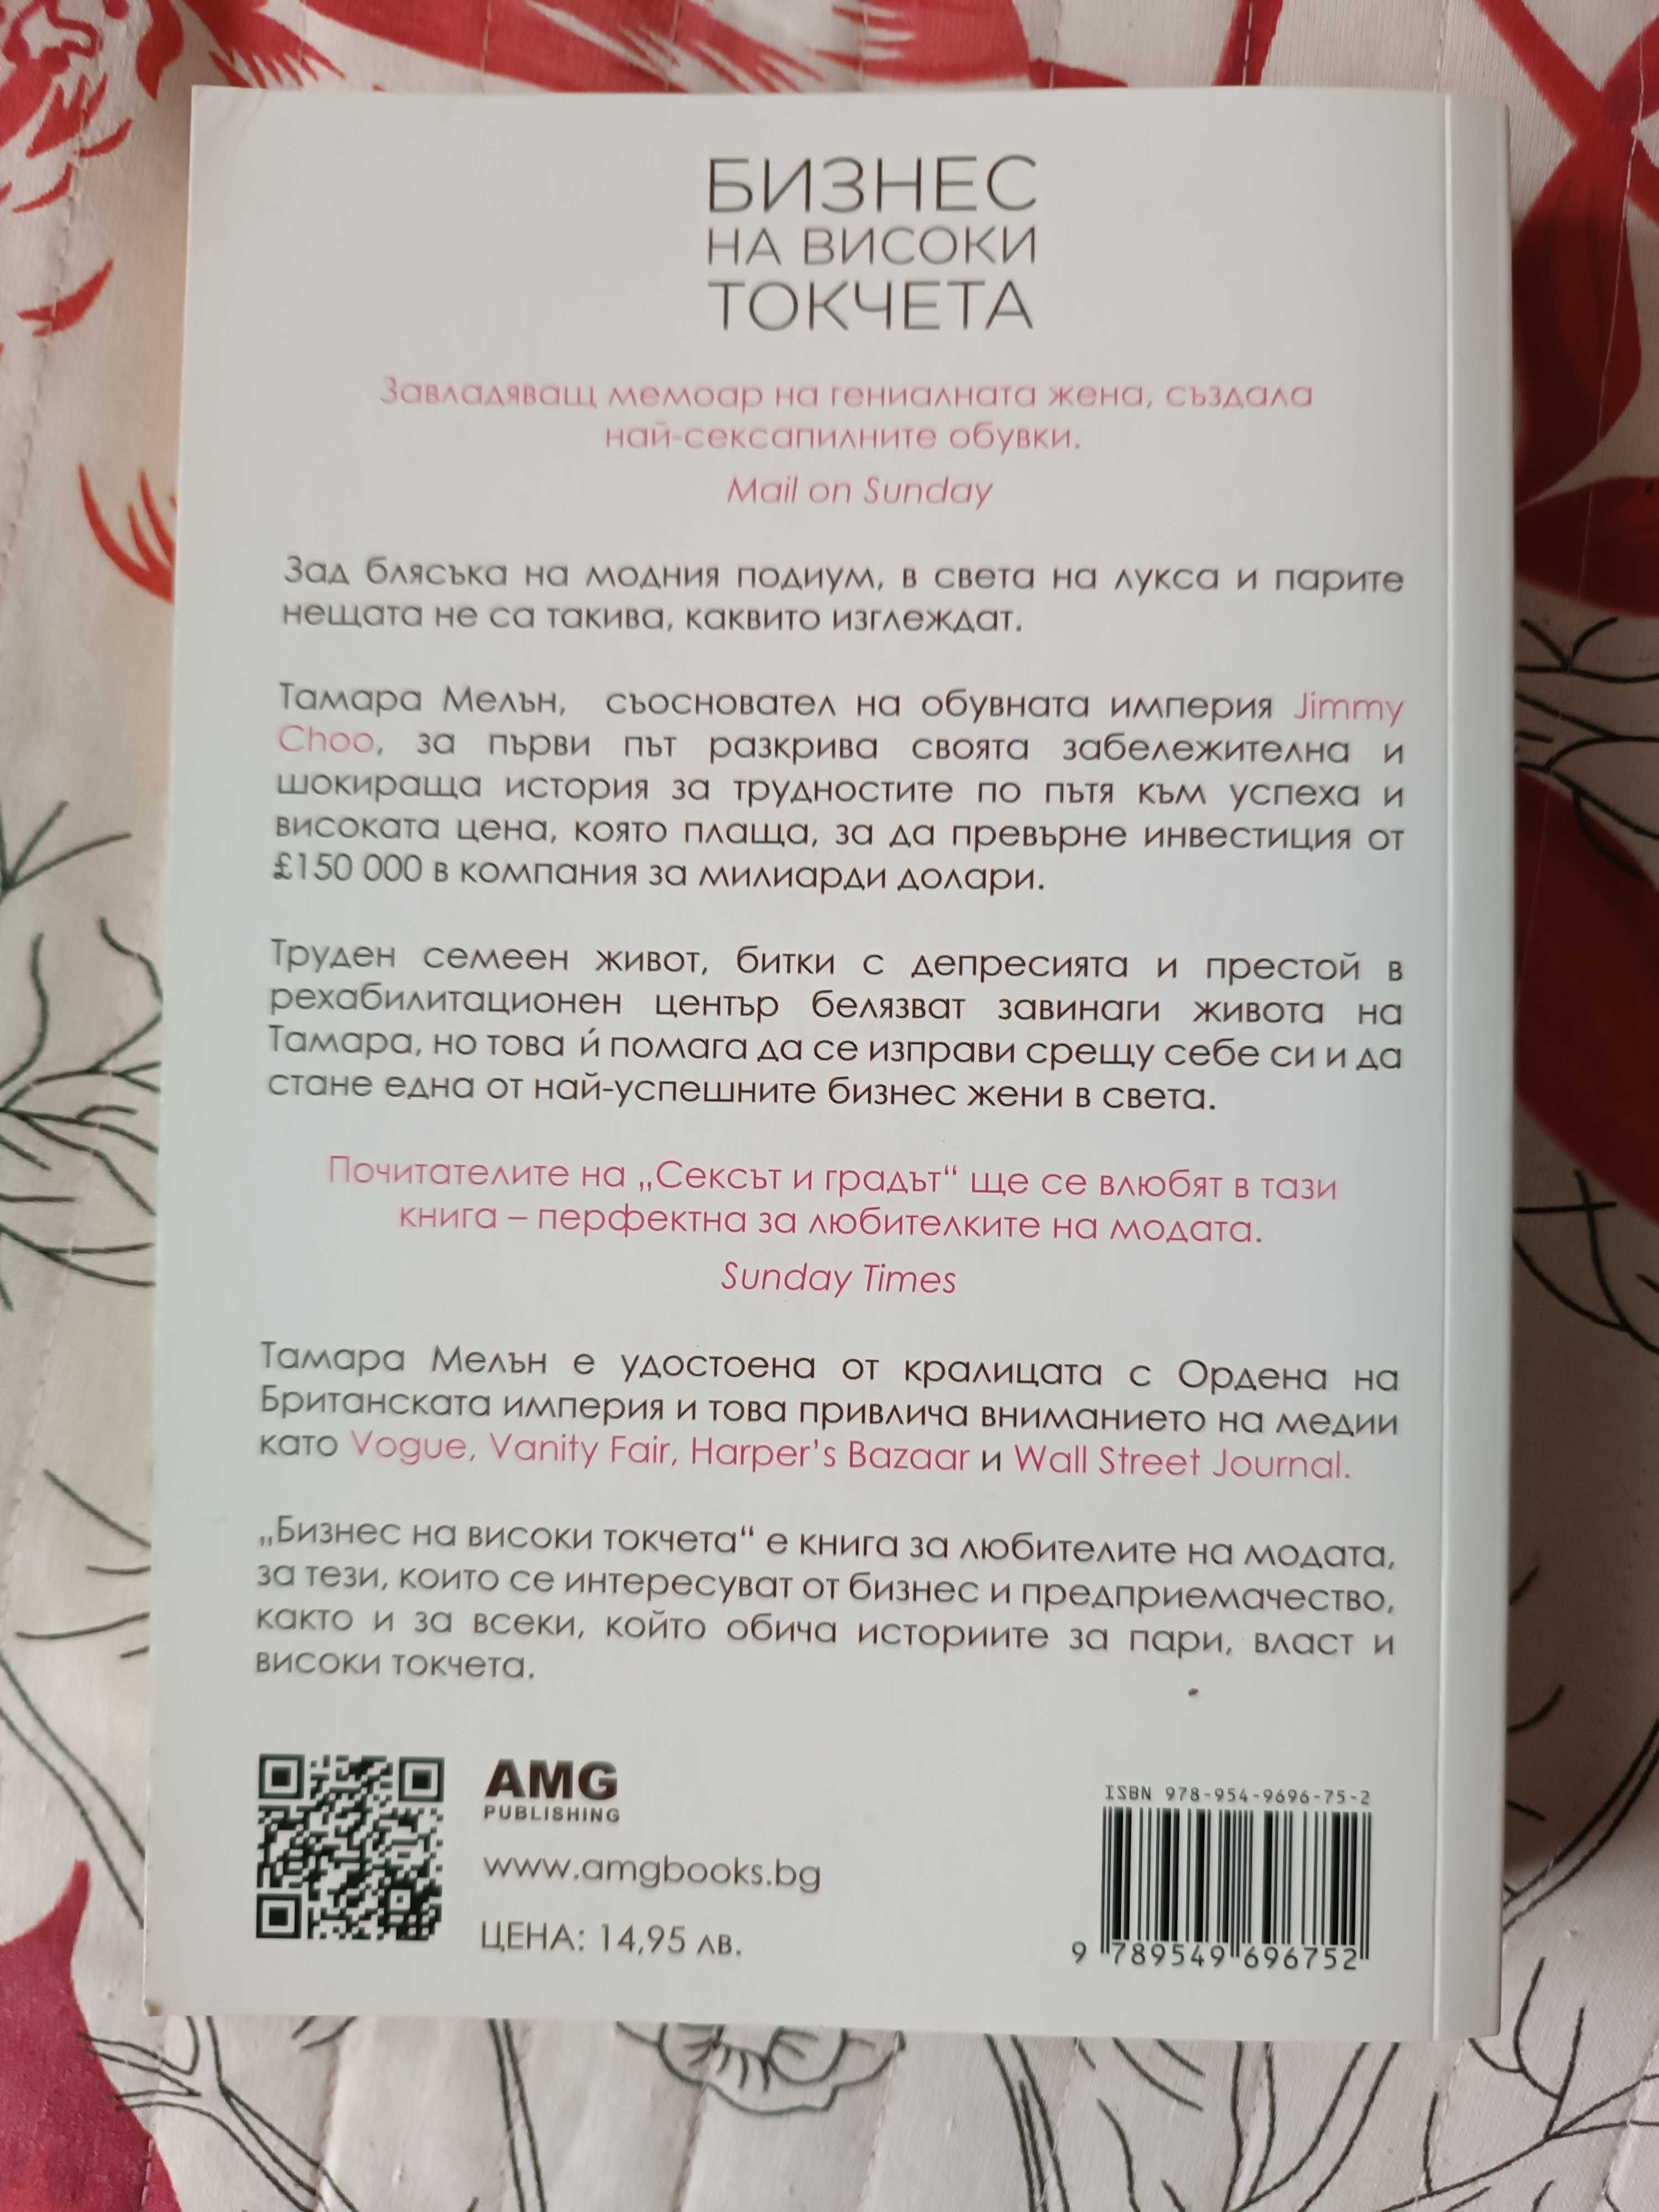 БИЗНЕС
НА ВИСОКИ
ТОКЧЕТА
Завладяващ мемоар на гениалната жена, създала
най-сексапилните обувки.
Mail on Sunday
Зад блясъка на модния подиум, в света на лукса и парите
нещата не са такива, каквито изглеждат.
Тамара Мелън, съосновател на обувната империя Jimmy
Choo, за първи път разкрива своята забележителна и
шокираща история за трудностите по пътя към успеха и
високата цена, която плаща, за да превърне инвестиция от
£150 000 в компания за милиарди долари.
Труден семеен живот, битки с депресията и престой в
рехабилитационен център белязват завинаги живота на
Тамара, но това ѝ помага да се изправи срещу себе си и да
стане една от най-успешните бизнес жени в света.
Почитателите на „Сексът и градът“ ще се влюбят в тази
книга – перфектна за любителките на модата.
Sunday Times
Тамара Мелън е удостоена от кралицата с Ордена на
Британската империя и това привлича вниманието на медии
като Vogue, Vanity Fair, Harper's Bazaar и Wall Street Journal.
„Бизнес на високи токчета“ е книга за любителите на модата,
за тези, които се интересуват от бизнес и предприемачество,
както и за всеки, който обича историите за пари, власт и
високи токчета.
AMG
PUBLISHING
www.amgbooks.bg
ЦЕНА: 14,95 лв.
ISBN 978-954-9696-75-2
9 789549 696752